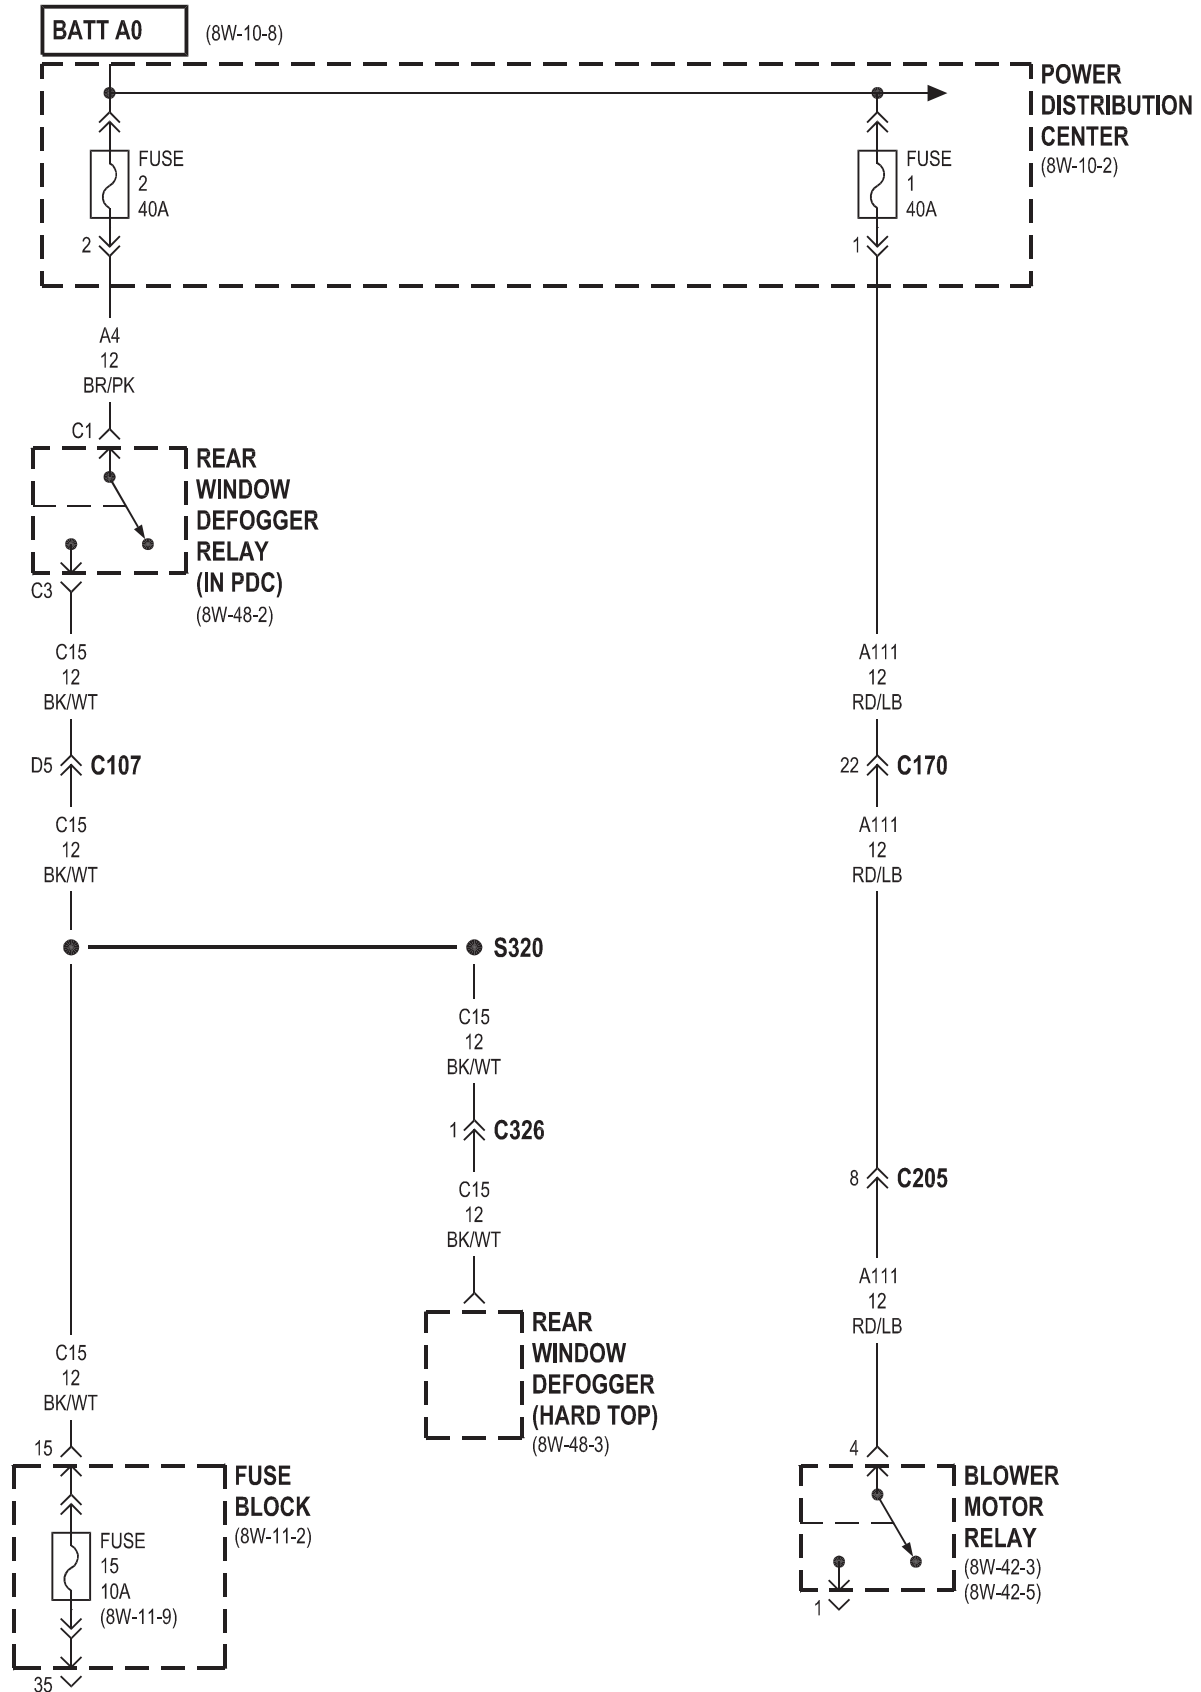 BATT A0
(8W-10-8)
POWER
DISTRIBUTION
CENTER
(8W-10-2)
FUSE
2
40A
2
FUSE
1
40A
1
A4
12
BR/PK
C1
REAR
WINDOW
DEFOGGER
RELAY
(IN PDC)
(8W-48-2)
C3
C15
12
BK/WT
A111
12
RD/LB
D5
C107
22
C170
C15
12
BK/WT
A111
12
RD/LB
S320
C15
12
BK/WT
1
C326
C15
12
BK/WT
8
C205
A111
12
RD/LB
REAR
WINDOW
DEFOGGER
(HARD TOP)
(8W-48-3)
C15
12
BK/WT
15
FUSE
BLOCK
(8W-11-2)
FUSE
15
10A
(8W-11-9)
35
4
BLOWER
MOTOR
RELAY
(8W-42-3)
(8W-42-5)
1